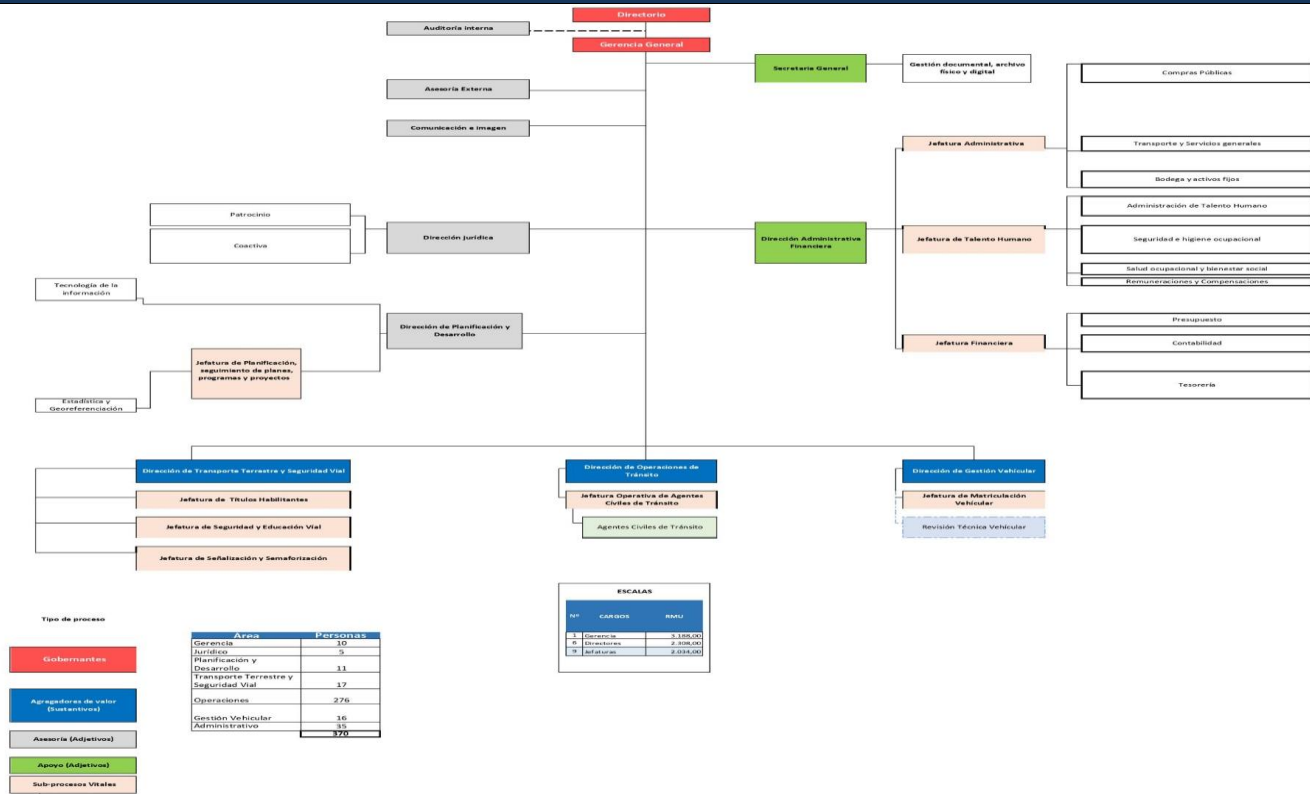 Directorio
Auditoría interna
Gerencia General
Secretaria General
Gestión documental, archivo
físico y digital
Compras Públicas
Asesoría Externa
Comunicación e imagen
Jefatura Administrativa
Transporte y Servicios generales
Bodega y activos fijos
Patrocinio
Coactiva
Dirección Jurídica
Dirección Administrativa
Financiera
Jefatura de Talento Humano
Administración de Talento Humano
Seguridad e higiene ocupacional
Salud ocupacional y bienestar social
Remuneraciones y Compensaciones
Tecnología de la
información
Dirección de Planificación y
Desarrollo
Jefatura de Planificación,
seguimiento de planes,
programas y proyectos
Estadística y
Georeferenciación
Jefatura Financiera
Presupuesto
Contabilidad
Tesorería
Dirección de Transporte Terrestre y Seguridad Vial
Jefatura de Títulos Habilitantes
Jefatura de Seguridad y Educación Vial
Jefatura de Señalización y Semaforización
Dirección de Operaciones de
Tránsito
Jefatura Operativa de Agentes
Civiles de Tránsito
Agentes Civiles de Tránsito
Dirección de Gestión Vehicular
Jefatura de Matriculación
Vehicular
Revisión Técnica Vehicular
ESCALAS
Nº CARGOS RMU
1 Gerencia 3.188,00
6 Directores 2.308,00
9 Jefaturas 2.034,00
Tipo de proceso
Gobernantes
Agregadores de valor
(Sustantivos)
Asesoría (Adjetivos)
Apoyo (Adjetivos)
Sub-procesos Vitales
Área Personas
Gerencia 10
Jurídico 5
Planificación y
Desarrollo 11
Transporte Terrestre y
Seguridad Vial 17
Operaciones 276
Gestión Vehicular 16
Administrativo 35
370